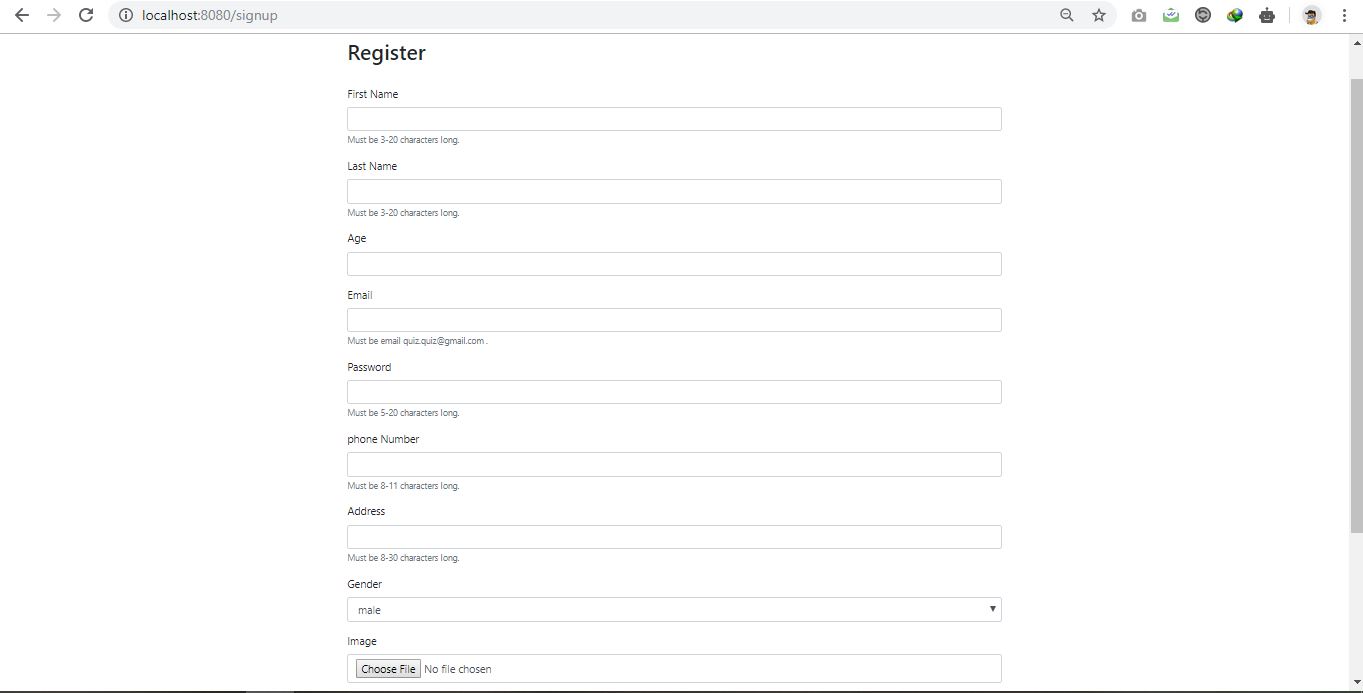 localhost:8080/signup
Register
First Name
Must be 3-20 characters long.
Last Name
Must be 3-20 characters long.
Age
Email
Must be email quiz.quiz@gmail.com .
Password
Must be 5-20 characters long.
phone Number
Must be 8-11 characters long.
Address
Must be 8-30 characters long.
Gender
male
Image
Choose File No file chosen